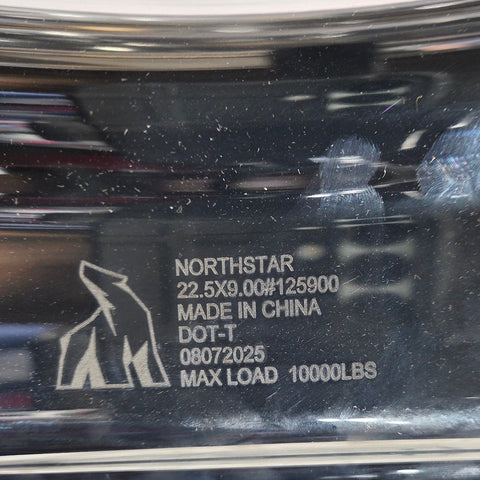 NORTHSTAR
22.5X9.00#125900
MADE IN CHINA
DOT-T
08072025
MAX LOAD 10000LBS